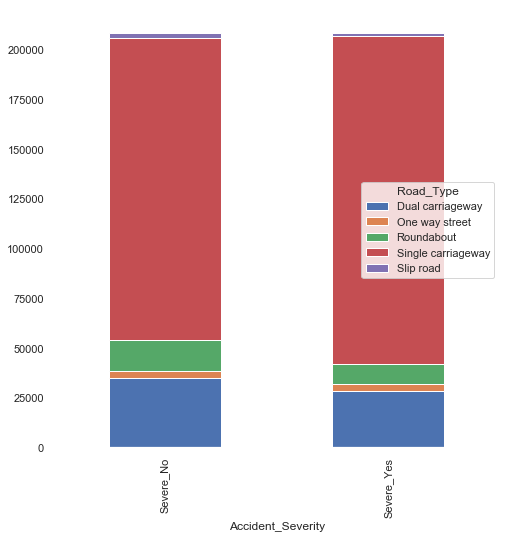 200000
175000
150000
125000
100000
75000
50000
25000
0
Road_Type
Dual carriageway
One way street
Roundabout
Single carriageway
Slip road
Severe_No
Severe_Yes
Accident_Severity